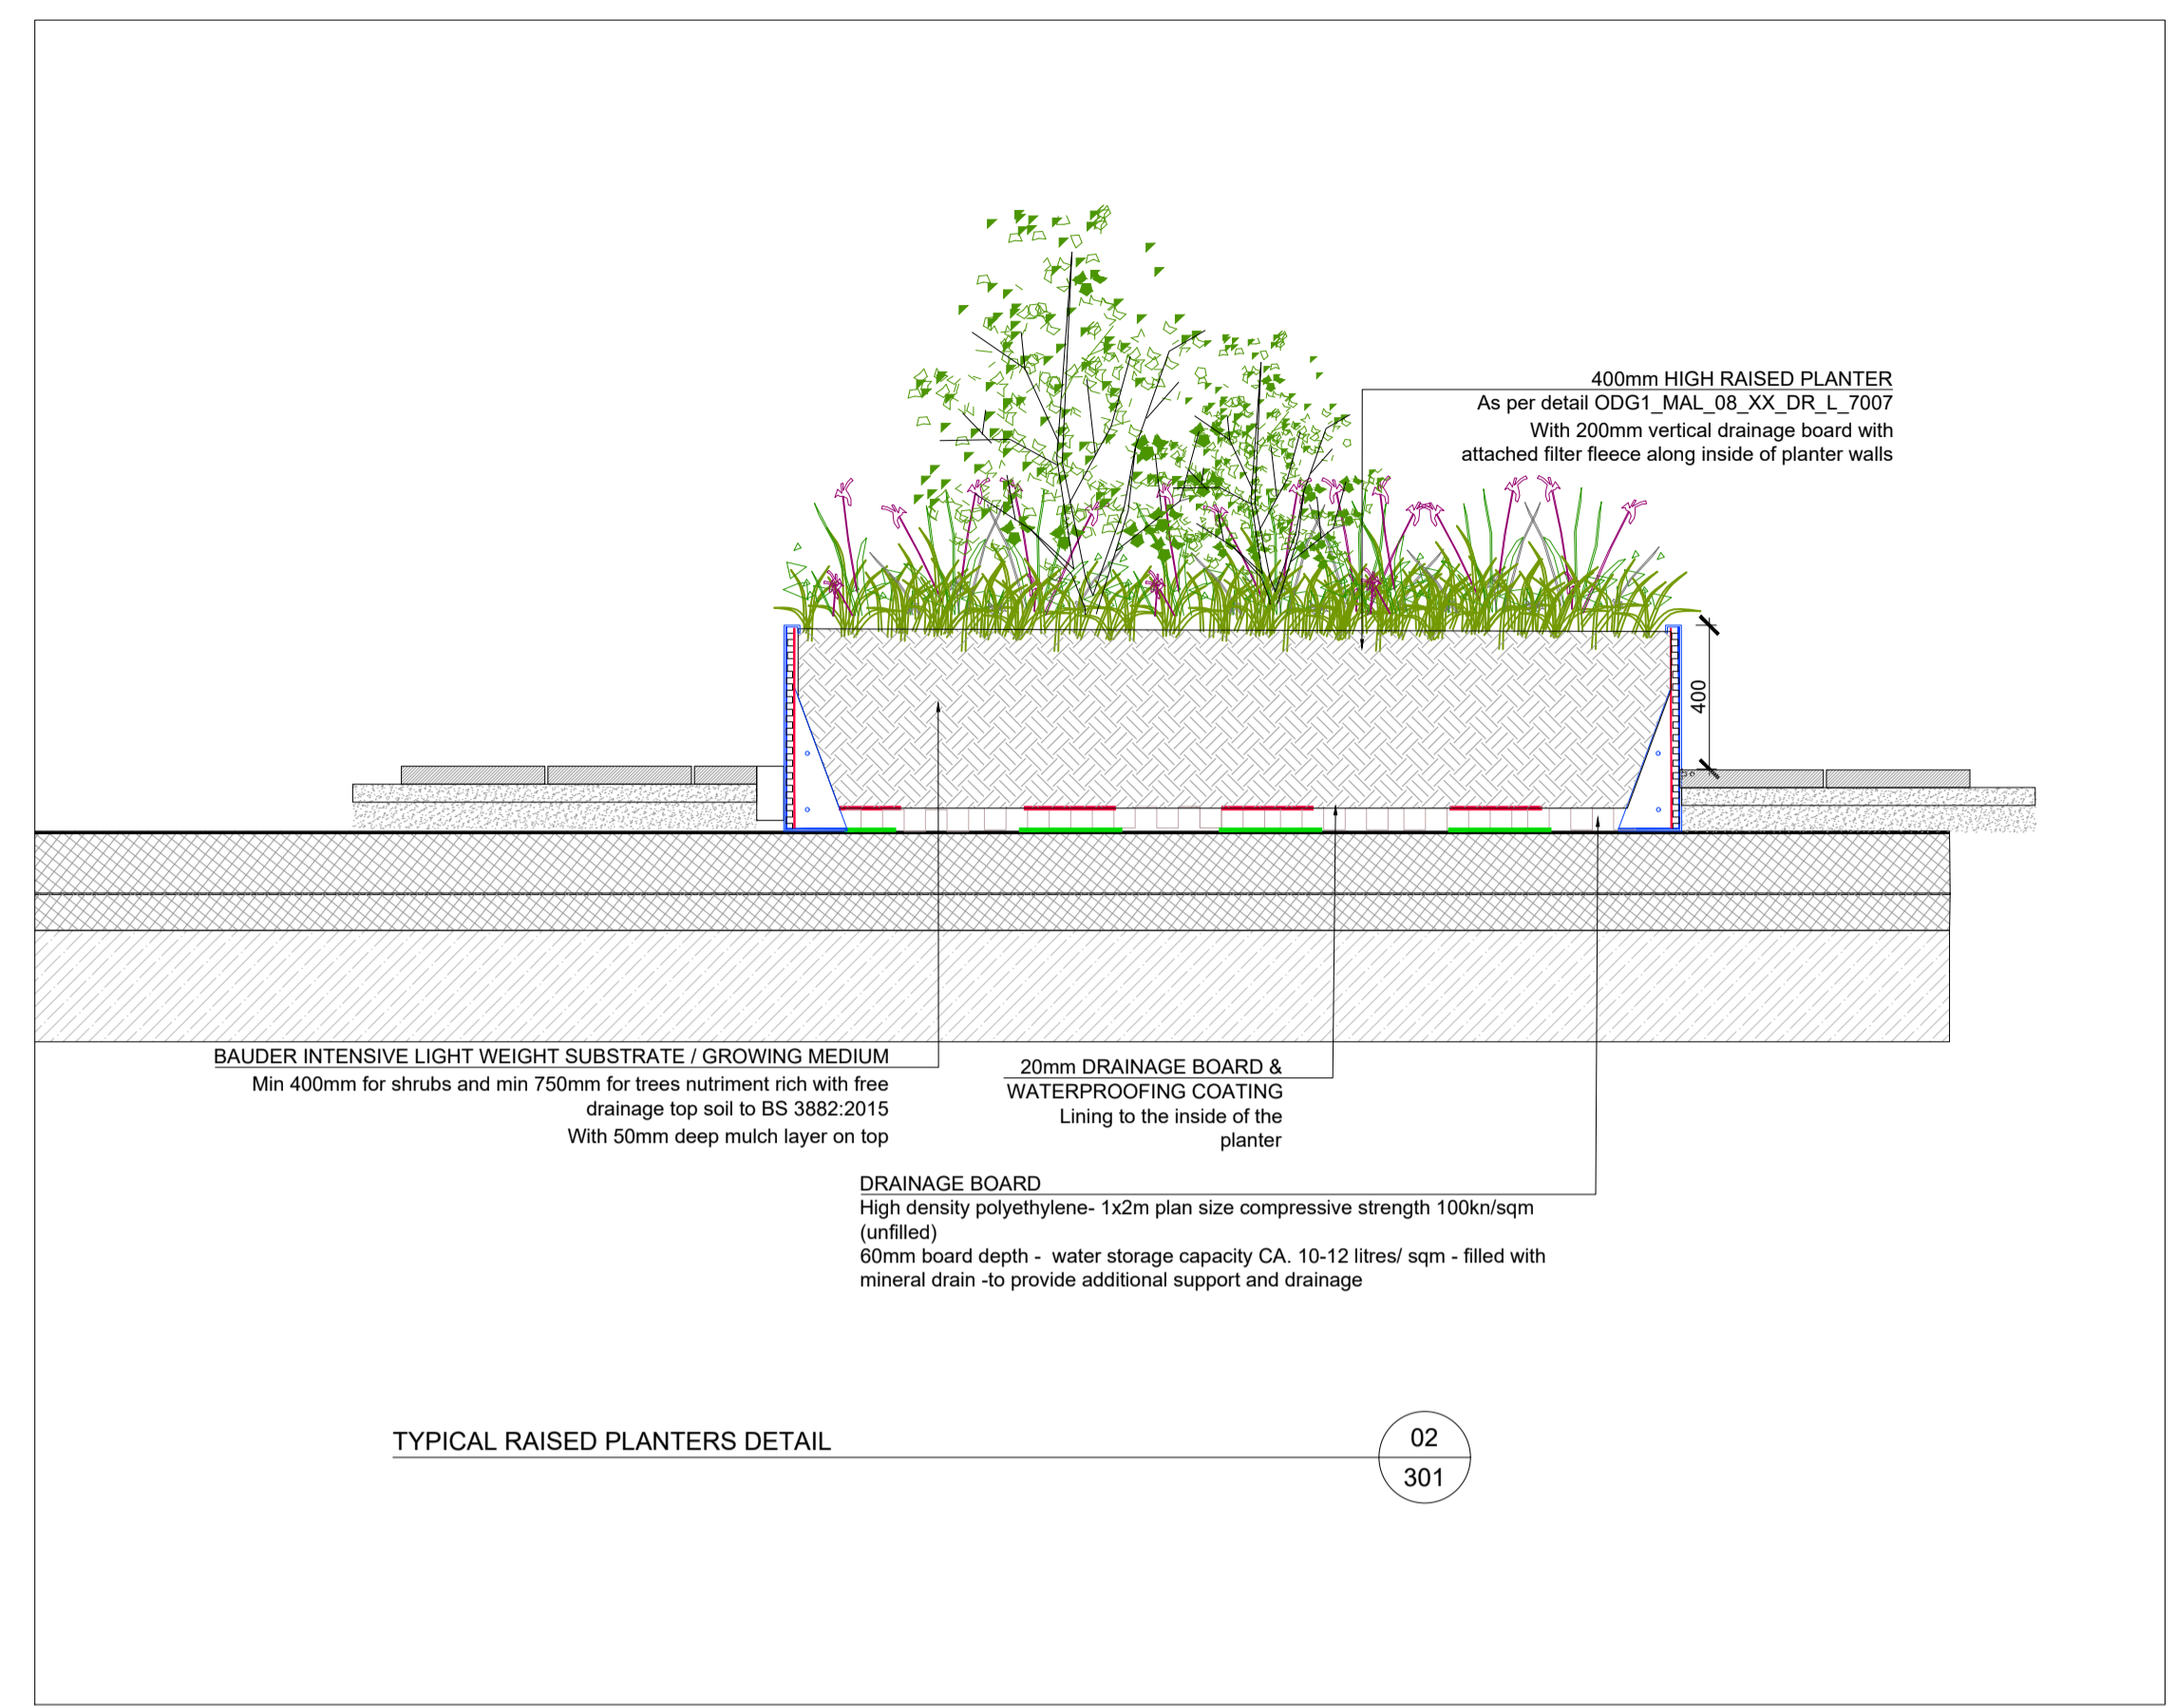 400mm HIGH RAISED PLANTER
As per detail ODG1_MAL_08_XX_DR_L_7007
With 200mm vertical drainage board with
attached filter fleece along inside of planter walls
400
BAUDER INTENSIVE LIGHT WEIGHT SUBSTRATE / GROWING MEDIUM
Min 400mm for shrubs and min 750mm for trees nutriment rich with free
drainage top soil to BS 3882:2015
With 50mm deep mulch layer on top
20mm DRAINAGE BOARD &
WATERPROOFING COATING
Lining to the inside of the
planter
DRAINAGE BOARD
High density polyethylene- 1x2m plan size compressive strength 100kn/sqm
(unfilled)
60mm board depth - water storage capacity CA. 10-12 litres/ sqm - filled with
mineral drain -to provide additional support and drainage
TYPICAL RAISED PLANTERS DETAIL
02
301